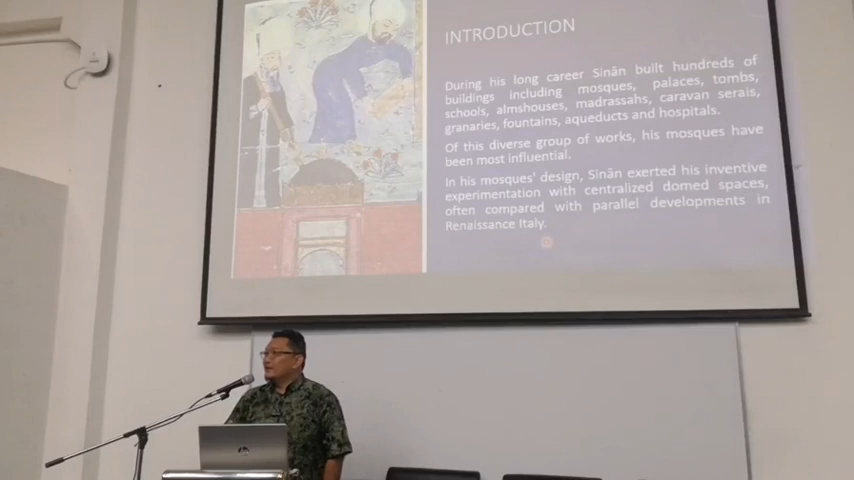 INTRODUCTION
During his long career Sinān built hundreds of
buildings including mosques, palaces, tombs,
schools, almshouses, madrassahs, caravan serais,
granaries, fountains, aqueducts and hospitals.
Of this diverse group of works, his mosques have
been most influential.
In his mosques' design, Sinān exerted his inventive
experimentation with centralized domed spaces,
often compared with parallel developments in
Renaissance Italy.
hp